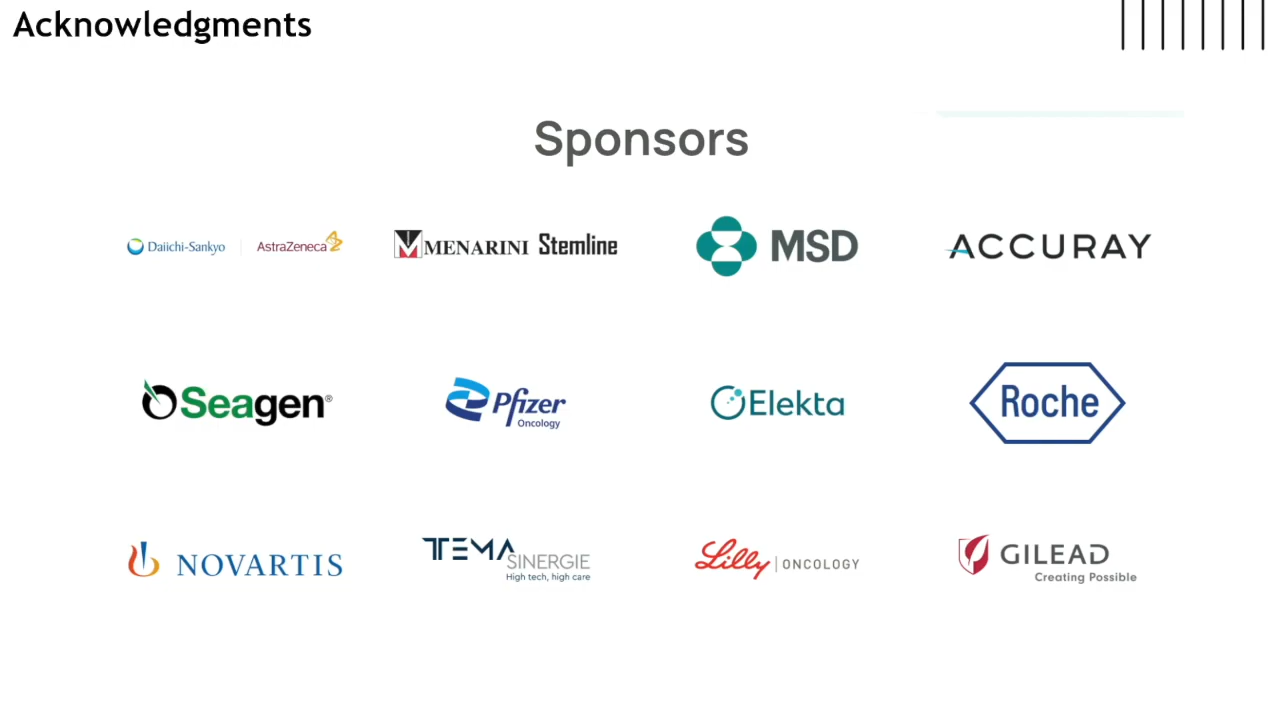 Acknowledgments
Sponsors
Daiichi-Sankyo | AstraZeneca
MENARINI Stemline
MSD
ACCURAY
Seagen®
Pfizer
Oncology
Elekta
Roche
NOVARTIS
TEMA
SINERGIE
High tech, high care
Lilly | ONCOLOGY
GILEAD
Creating Possible